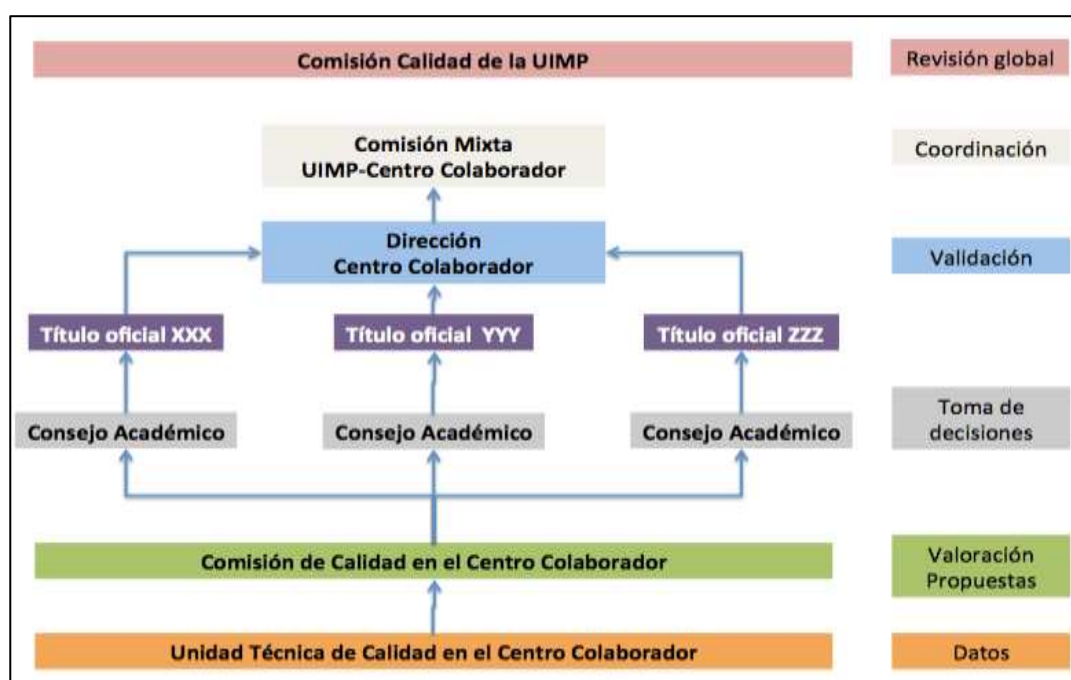 Comisión Calidad de la UIMP
Revisión global
Comisión Mixta
UIMP-Centro Colaborador
Coordinación
Dirección
Centro Colaborador
Validación
Título oficial XXX
Título oficial YYY
Título oficial ZZZ
Consejo Académico
Consejo Académico
Consejo Académico
Toma de
decisiones
Comisión de Calidad en el Centro Colaborador
Valoración
Propuestas
Unidad Técnica de Calidad en el Centro Colaborador
Datos